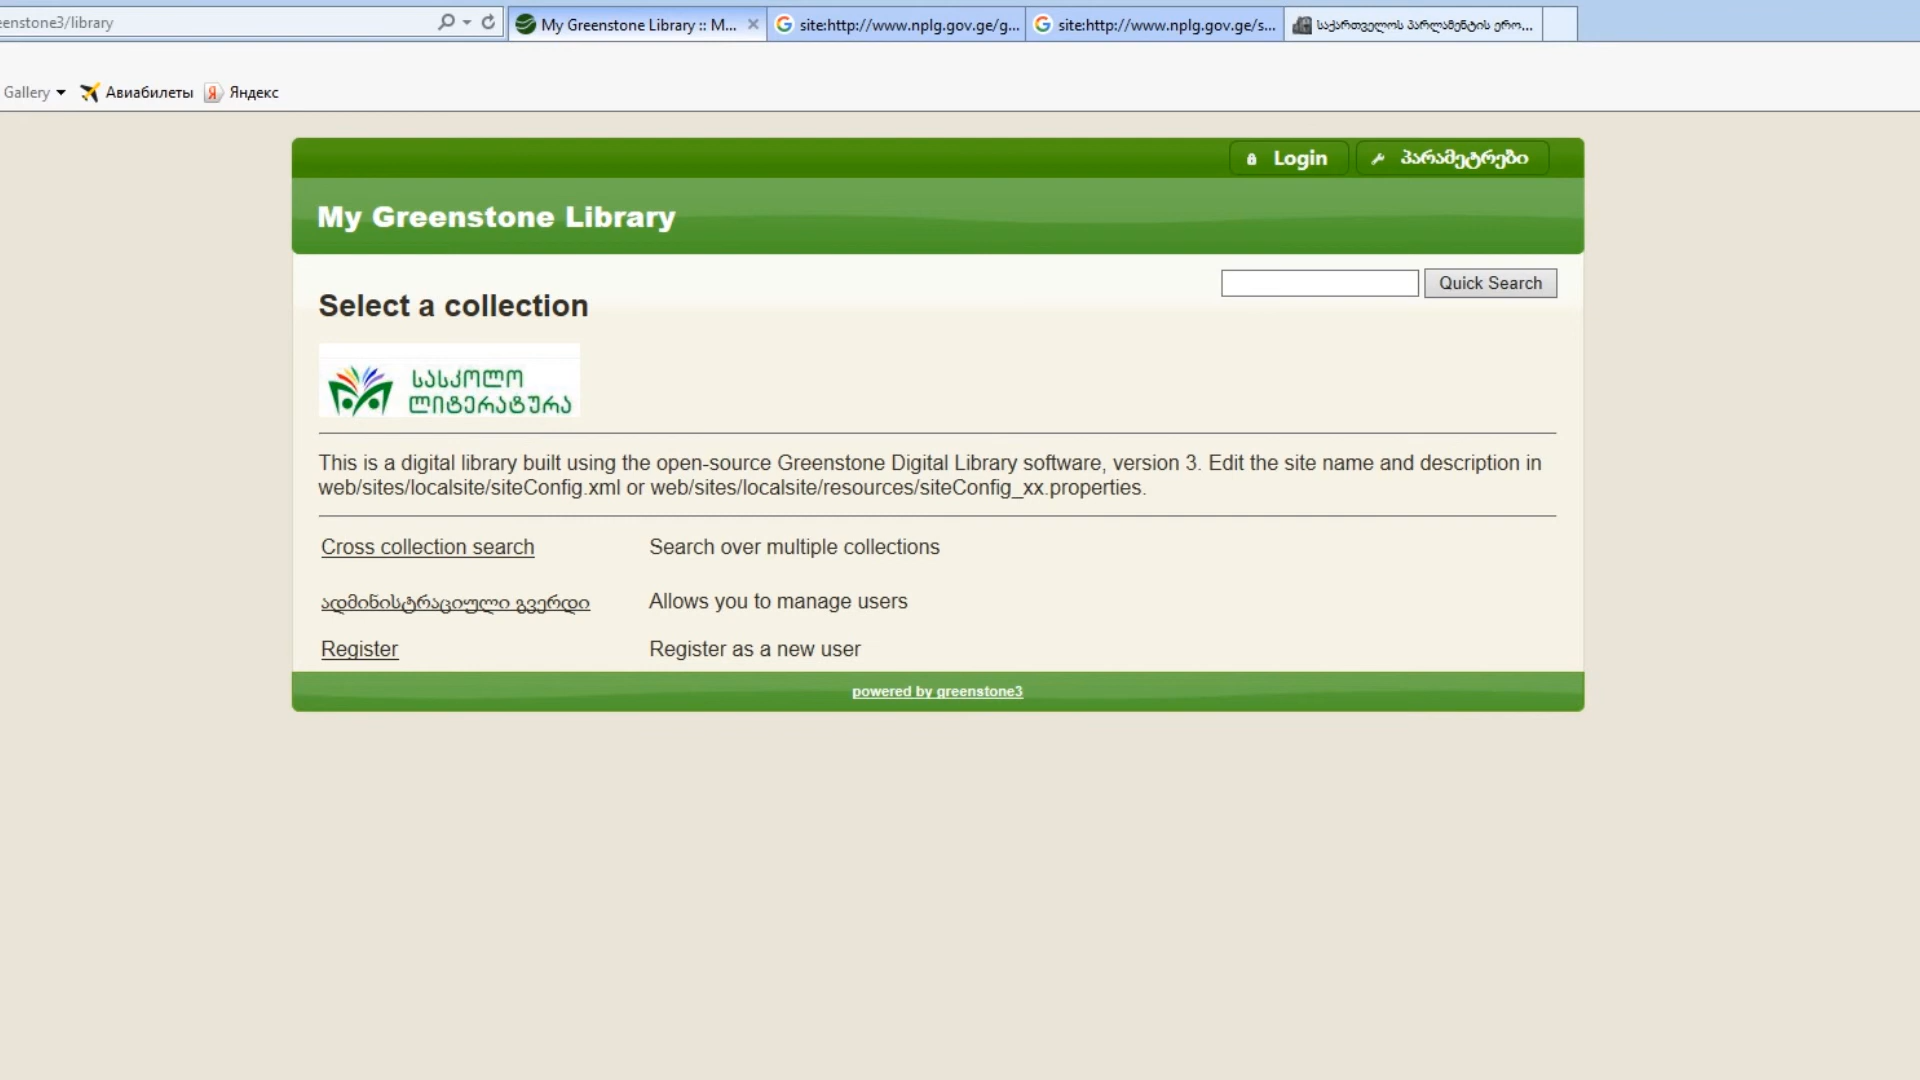 enstone3/library
My Greenstone Library :: M...
site:http://www.nplg.gov.ge/g...
site:http://www.nplg.gov.ge/s...
საქართველოს პარლამენტის ერო...
Gallery
Авиабилеты
Яндекс
Login
პარამეტრები
My Greenstone Library
Quick Search
Select a collection
სასკოლო
ლიტერატურა
This is a digital library built using the open-source Greenstone Digital Library software, version 3. Edit the site name and description in
web/sites/localsite/siteConfig.xml or web/sites/localsite/resources/siteConfig_xx.properties.
Cross collection search Search over multiple collections
ადმინისტრაციული გვერდი Allows you to manage users
Register Register as a new user
powered by greenstone3